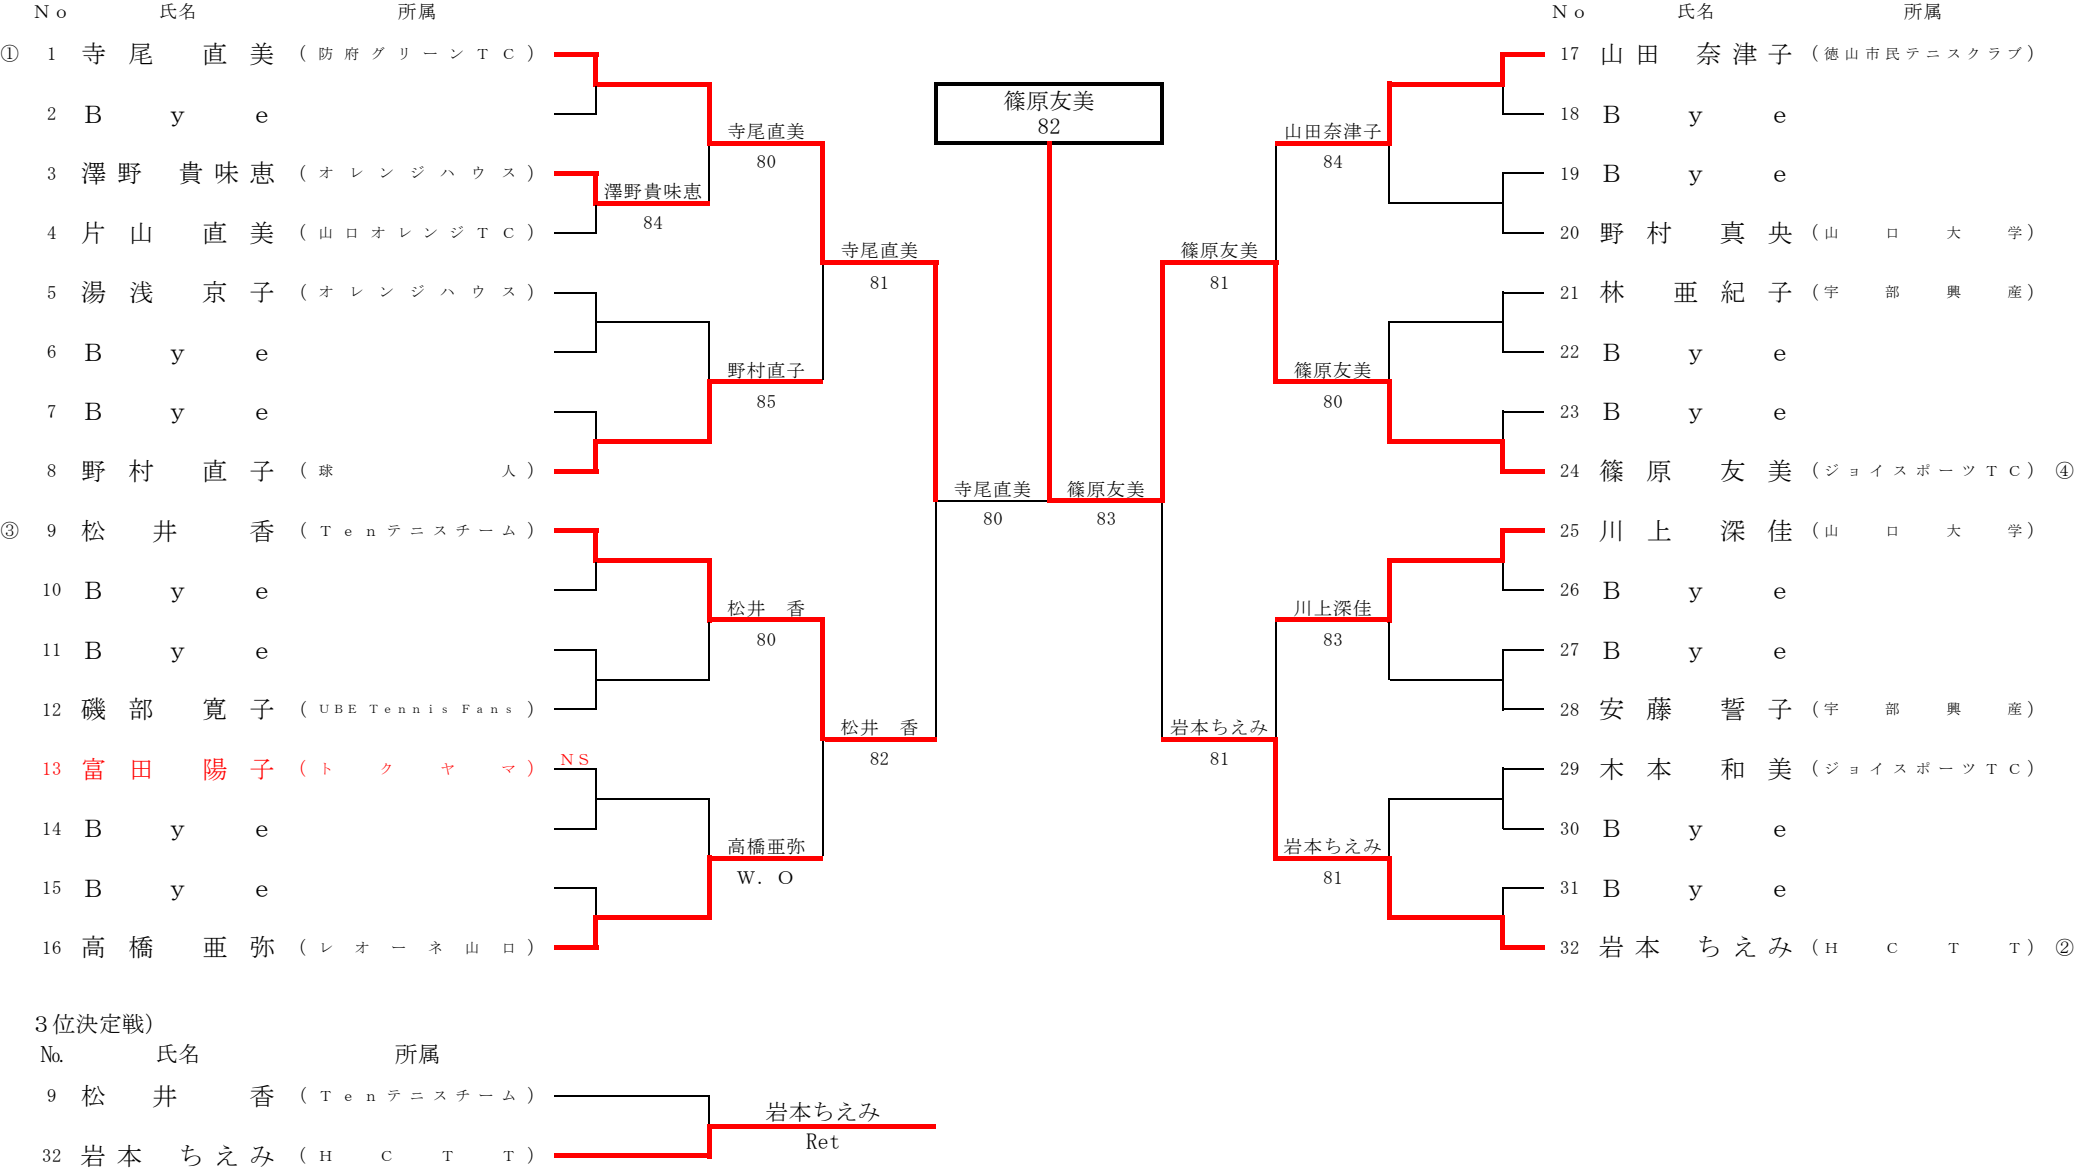 Ｎｏ 氏名 所属
① 1 寺尾 直美 (防府グリーンＴＣ)
2 Ｂｙｅ
3 澤野 貴味恵 (オレンジハウス)
4 片山 直美 (山口オレンジＴＣ)
5 湯浅 京子 (オレンジハウス)
6 Ｂｙｅ
7 Ｂｙｅ
8 野村 直子 (球人)
③ 9 松井 香 (Ｔｅｎテニスチーム)
10 Ｂｙｅ
11 Ｂｙｅ
12 磯部 寛子 (UBE Tennis Fans)
13 富田 陽子 (トクヤマ) ＮＳ
14 Ｂｙｅ
15 Ｂｙｅ
16 高橋 亜弥 (レオーネ山口)
澤野貴味恵
84
寺尾直美
80
野村直子
85
松井 香
80
高橋亜弥
Ｗ．Ｏ
寺尾直美
81
松井 香
82
寺尾直美
80
篠原友美
82
篠原友美
83
篠原友美
81
岩本ちえみ
81
山田奈津子
84
篠原友美
80
川上深佳
83
岩本ちえみ
81
Ｎｏ 氏名 所属
17 山田 奈津子 (徳山市民テニスクラブ)
18 Ｂｙｅ
19 Ｂｙｅ
20 野村 真央 (山口大学)
21 林 亜紀子 (宇部興産)
22 Ｂｙｅ
23 Ｂｙｅ
24 篠原 友美 (ジョイスポーツＴＣ) ④
25 川上 深佳 (山口大学)
26 Ｂｙｅ
27 Ｂｙｅ
28 安藤 誓子 (宇部興産)
29 木本 和美 (ジョイスポーツＴＣ)
30 Ｂｙｅ
31 Ｂｙｅ
32 岩本 ちえみ (ＨＣＴＴ) ②
３位決定戦)
№ 氏名 所属
9 松井 香 (Ｔｅｎテニスチーム)
32 岩本 ちえみ (ＨＣＴＴ)
岩本ちえみ
Ret